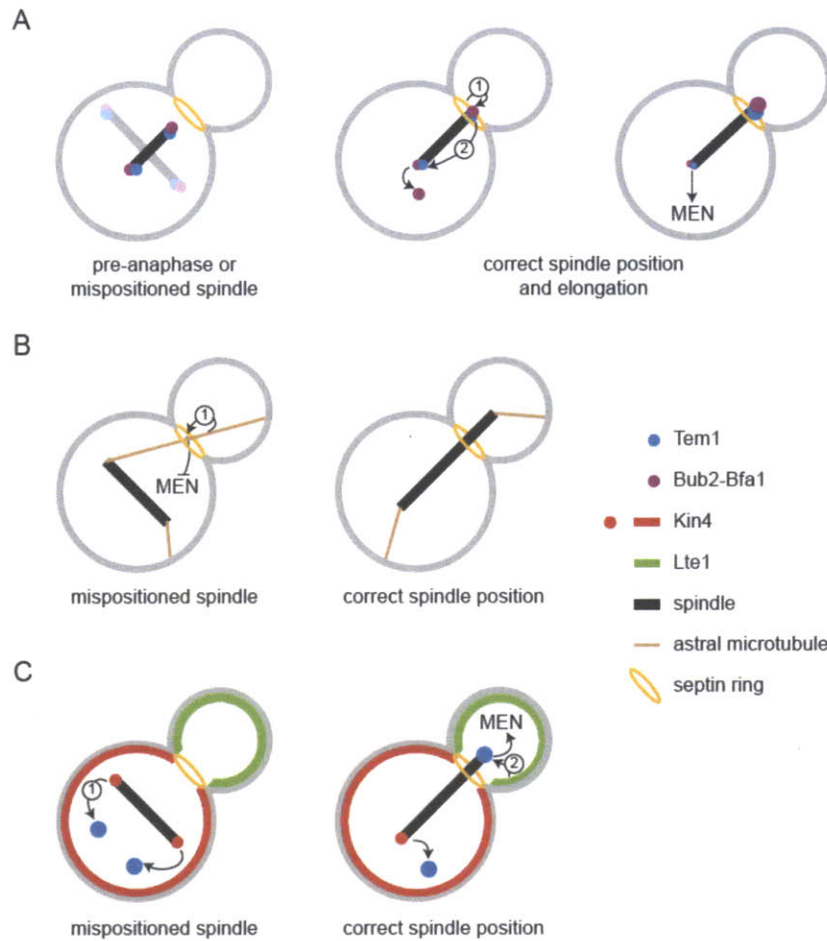 A
1
2
MEN
pre-anaphase or
mispositioned spindle
correct spindle position
and elongation
B
1
MEN
mispositioned spindle
correct spindle position
Tem1
Bub2-Bfa1
Kin4
Lte1
spindle
astral microtubule
septin ring
C
1
MEN
2
mispositioned spindle
correct spindle position